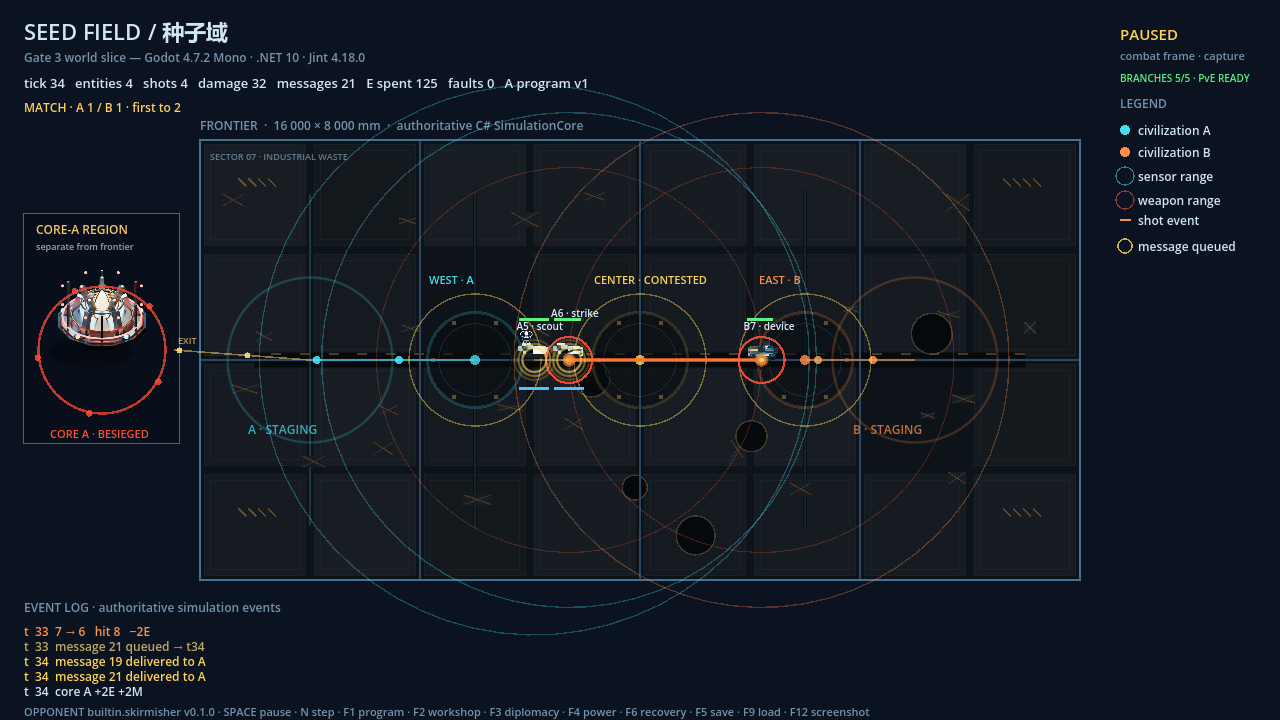 SEED FIELD / 种子域
Gate 3 world slice — Godot 4.7.2 Mono · .NET 10 · Jint 4.18.0
tick 34 entities 4 shots 4 damage 32 messages 21 E spent 125 faults 0 A program v1
MATCH · A 1 / B 1 · first to 2
PAUSED
combat frame · capture
BRANCHES 5/5 · PvE READY
LEGEND
civilization A
civilization B
sensor range
weapon range
shot event
message queued
FRONTIER · 16 000 × 8 000 mm · authoritative C# SimulationCore
SECTOR 07 · INDUSTRIAL WASTE
CORE-A REGION
separate from frontier
EXIT
CORE A · BESIEGED
WEST · A
CENTER · CONTESTED
EAST · B
A6 · strike
A5 · scout
B7 · device
A · STAGING
B · STAGING
EVENT LOG · authoritative simulation events
t 33 7 → 6 hit 8 −2E
t 33 message 21 queued → t34
t 34 message 19 delivered to A
t 34 message 21 delivered to A
t 34 core A +2E +2M
OPPONENT builtin.skirmisher v0.1.0 · SPACE pause · N step · F1 program · F2 workshop · F3 diplomacy · F4 power · F6 recovery · F5 save · F9 load · F12 screenshot